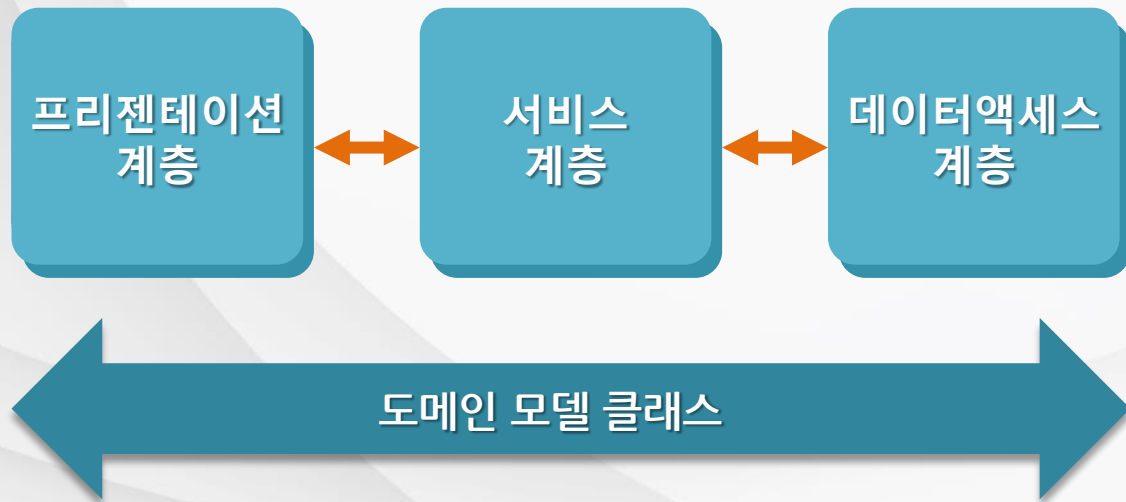 프리젠테이션
계층
서비스
계층
데이터액세스
계층
도메인 모델 클래스